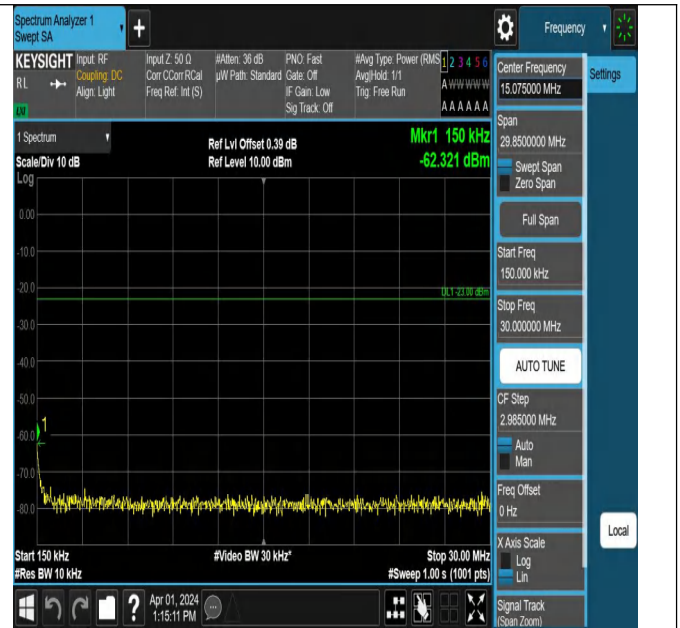 Spectrum Analyzer 1
Swept SA
+
Frequency
KEYSIGHT
RL
LXI
Input: RF
Coupling: DC
Align: Light
Input Z: 50 Ω
Corr CCorr RCal
Freq Ref: Int (S)
#Atten: 36 dB
µW Path: Standard
PNO: Fast
Gate: Off
IF Gain: Low
Sig Track: Off
#Avg Type: Power (RMS
Avg|Hold: 1/1
Trig: Free Run
1 2 3 4 5 6
A W W W W W
A A A A A A
1 Spectrum
Scale/Div 10 dB
Log
Ref Lvl Offset 0.39 dB
Ref Level 10.00 dBm
Mkr1 150 kHz
-62.321 dBm
0.00
-10.0
-20.0
DL1 -23.00 dBm
-30.0
-40.0
-50.0
1
-60.0
-70.0
-80.0
Start 150 kHz
#Res BW 10 kHz
#Video BW 30 kHz*
Stop 30.00 MHz
#Sweep 1.00 s (1001 pts)
Center Frequency
15.075000 MHz
Settings
Span
29.8500000 MHz
Swept Span
Zero Span
Full Span
Start Freq
150.000 kHz
Stop Freq
30.000000 MHz
AUTO TUNE
CF Step
2.985000 MHz
Auto
Man
Freq Offset
0 Hz
X Axis Scale
Log
Lin
Local
Signal Track
(Span Zoom)
?
Apr 01, 2024
1:15:11 PM